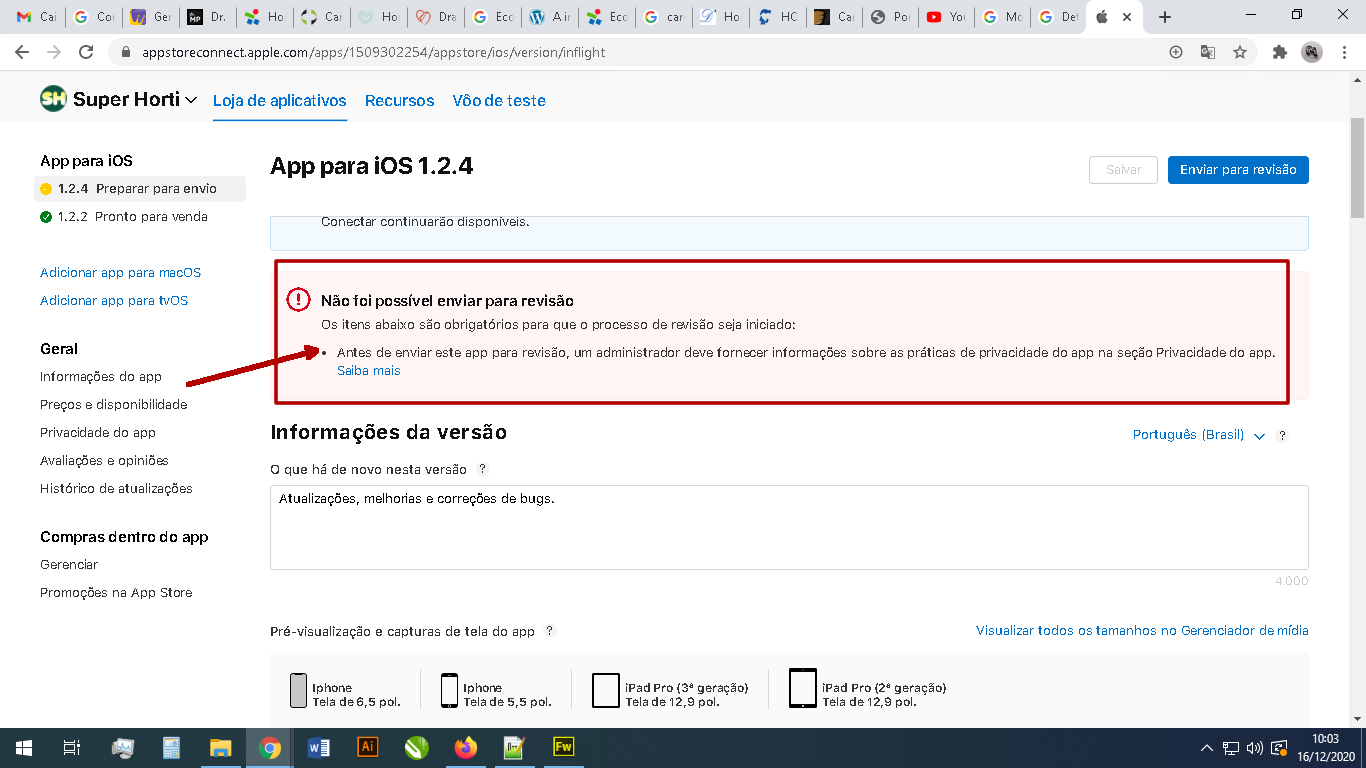 Cai
Cor
Ger
Dr.
Ho
Car
Hor
Dra
Eco
A in
Eco
car
Ho
HC
Car
Por
You
Mo
Det
appstoreconnect.apple.com/apps/1509302254/appstore/ios/version/inflight
SH Super Horti Loja de aplicativos Recursos Vôo de teste
App para iOS
1.2.4 Preparar para envio
1.2.2 Pronto para venda
Adicionar app para macOS
Adicionar app para tvOS
Geral
Informações do app
Preços e disponibilidade
Privacidade do app
Avaliações e opiniões
Histórico de atualizações
Compras dentro do app
Gerenciar
Promoções na App Store
App para iOS 1.2.4
Salvar Enviar para revisão
Conectar continuarão disponíveis.
Não foi possível enviar para revisão
Os itens abaixo são obrigatórios para que o processo de revisão seja iniciado:
• Antes de enviar este app para revisão, um administrador deve fornecer informações sobre as práticas de privacidade do app na seção Privacidade do app.
Saiba mais
Informações da versão
Português (Brasil) ?
O que há de novo nesta versão ?
Atualizações, melhorias e correções de bugs.
4.000
Pré-visualização e capturas de tela do app ?
Visualizar todos os tamanhos no Gerenciador de mídia
Iphone
Tela de 6,5 pol.
Iphone
Tela de 5,5 pol.
iPad Pro (3ª geração)
Tela de 12,9 pol.
iPad Pro (2ª geração)
Tela de 12,9 pol.
Ai
Fw
10:03
16/12/2020